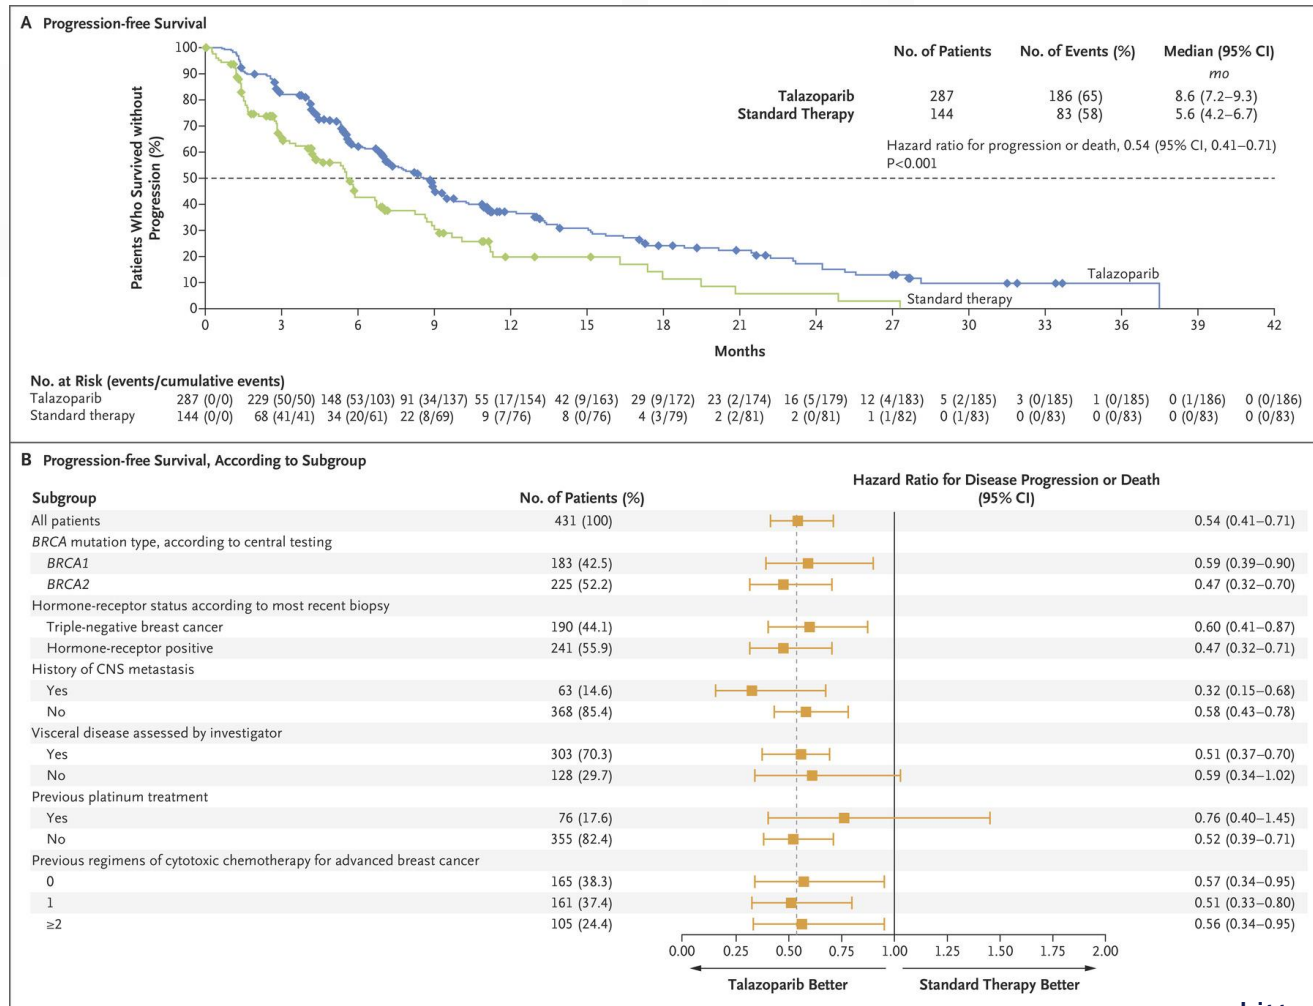 A Progression-free Survival
No. of Patients No. of Events (%) Median (95% CI)
mo
Talazoparib 287 186 (65) 8.6 (7.2–9.3)
Standard Therapy 144 83 (58) 5.6 (4.2–6.7)
Hazard ratio for progression or death, 0.54 (95% CI, 0.41–0.71)
P<0.001
Patients Who Survived without
Progression (%)
100
90
80
70
60
50
40
30
20
10
0
Talazoparib
Standard therapy
0 3 6 9 12 15 18 21 24 27 30 33 36 39 42
Months
No. at Risk (events/cumulative events)
Talazoparib 287 (0/0) 229 (50/50) 148 (53/103) 91 (34/137) 55 (17/154) 42 (9/163) 29 (9/172) 23 (2/174) 16 (5/179) 12 (4/183) 5 (2/185) 3 (0/185) 1 (0/185) 0 (1/186) 0 (0/186)
Standard therapy 144 (0/0) 68 (41/41) 34 (20/61) 22 (8/69) 9 (7/76) 8 (0/76) 4 (3/79) 2 (2/81) 2 (0/81) 1 (1/82) 0 (1/83) 0 (0/83) 0 (0/83) 0 (0/83) 0 (0/83)
B Progression-free Survival, According to Subgroup
Subgroup No. of Patients (%) Hazard Ratio for Disease Progression or Death
(95% CI)
All patients 431 (100) 0.54 (0.41–0.71)
BRCA mutation type, according to central testing
BRCA1 183 (42.5) 0.59 (0.39–0.90)
BRCA2 225 (52.2) 0.47 (0.32–0.70)
Hormone-receptor status according to most recent biopsy
Triple-negative breast cancer 190 (44.1) 0.60 (0.41–0.87)
Hormone-receptor positive 241 (55.9) 0.47 (0.32–0.71)
History of CNS metastasis
Yes 63 (14.6) 0.32 (0.15–0.68)
No 368 (85.4) 0.58 (0.43–0.78)
Visceral disease assessed by investigator
Yes 303 (70.3) 0.51 (0.37–0.70)
No 128 (29.7) 0.59 (0.34–1.02)
Previous platinum treatment
Yes 76 (17.6) 0.76 (0.40–1.45)
No 355 (82.4) 0.52 (0.39–0.71)
Previous regimens of cytotoxic chemotherapy for advanced breast cancer
0 165 (38.3) 0.57 (0.34–0.95)
1 161 (37.4) 0.51 (0.33–0.80)
≥2 105 (24.4) 0.56 (0.34–0.95)
0.00 0.25 0.50 0.75 1.00 1.25 1.50 1.75 2.00
Talazoparib Better Standard Therapy Better